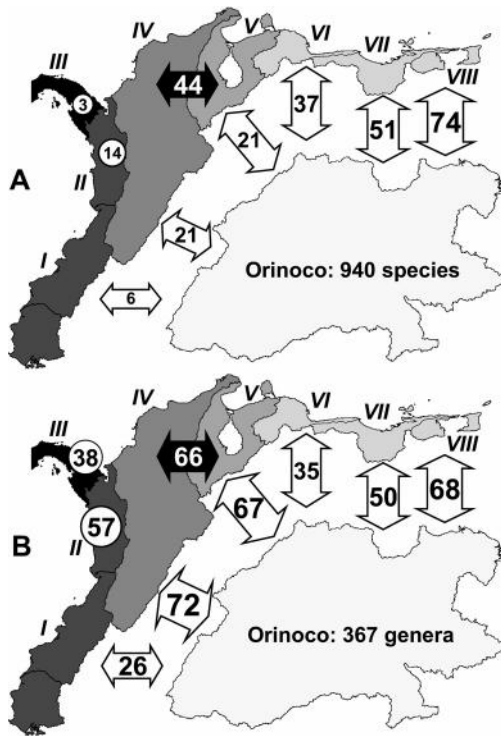 IV
V
VI
VII
VIII
III
3
44
37
51
74
14
21
A
II
21
I
6
Orinoco: 940 species
IV
V
VI
VII
VIII
III
38
66
35
50
68
57
67
B
II
72
I
26
Orinoco: 367 genera